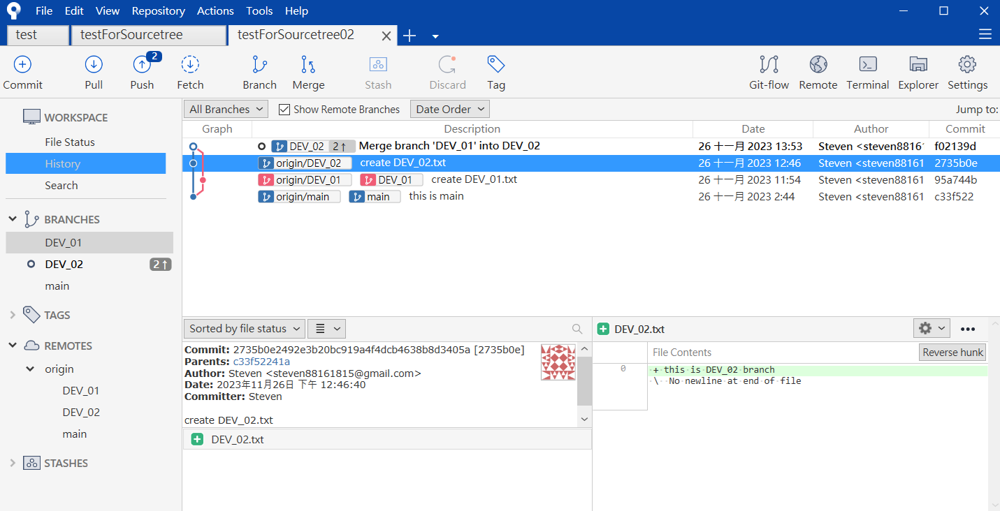 File Edit View Repository Actions Tools Help
test testForSourcetree testForSourcetree02
2
Commit Pull Push Fetch Branch Merge Stash Discard Tag Git-flow Remote Terminal Explorer Settings
WORKSPACE
File Status
History
Search
BRANCHES
DEV_01
DEV_02 2↑
main
TAGS
REMOTES
origin
DEV_01
DEV_02
main
STASHES
All Branches Show Remote Branches Date Order Jump to:
Graph Description Date Author Commit
DEV_02 2↑ Merge branch 'DEV_01' into DEV_02 26 十一月 2023 13:53 Steven <steven88161 f02139d
origin/DEV_02 create DEV_02.txt 26 十一月 2023 12:46 Steven <steven88161 2735b0e
origin/DEV_01 DEV_01 create DEV_01.txt 26 十一月 2023 11:54 Steven <steven88161 95a744b
origin/main main this is main 26 十一月 2023 2:44 Steven <steven88161 c33f522
Sorted by file status
Commit: 2735b0e2492e3b20bc919a4f4dcb4638b8d3405a [2735b0e]
Parents: c33f52241a
Author: Steven <steven88161815@gmail.com>
Date: 2023年11月26日 下午 12:46:40
Committer: Steven
create DEV_02.txt
DEV_02.txt
DEV_02.txt
File Contents Reverse hunk
0 + this is DEV_02 branch
\ No newline at end of file